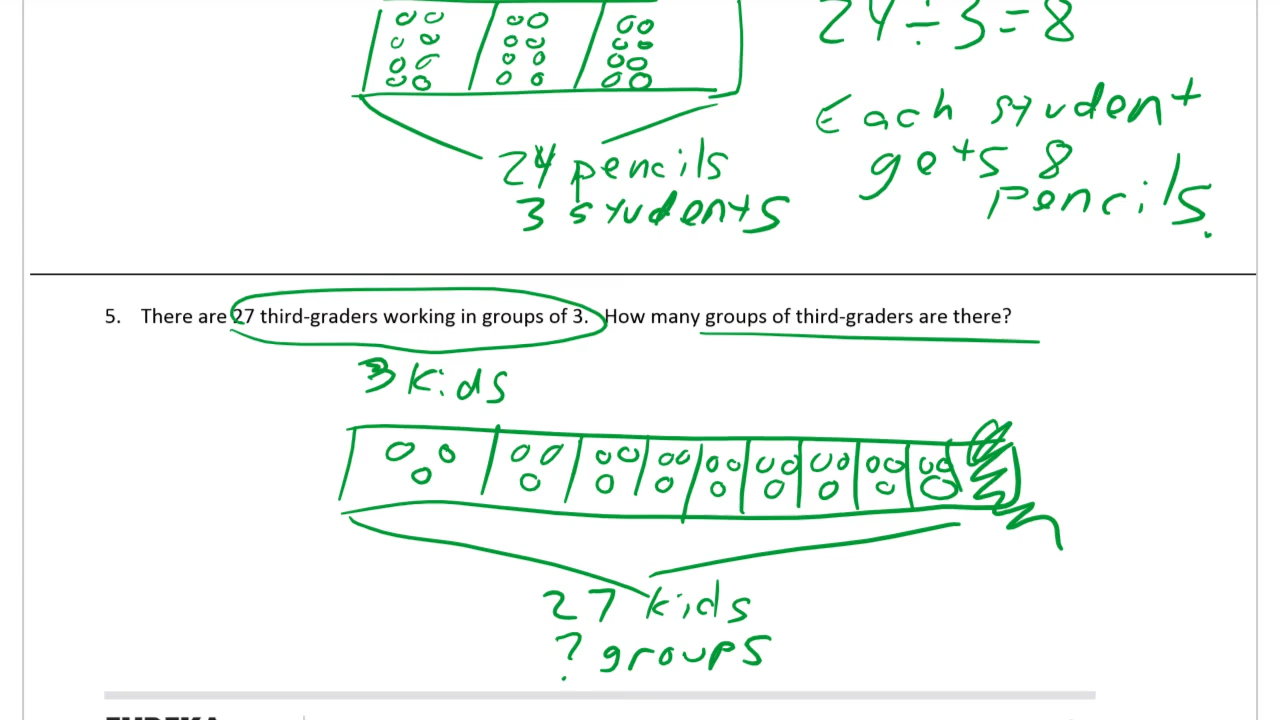 24 ÷ 3 = 8
Each student
gets 8
pencils.
24 pencils
3 students
5. There are 27 third-graders working in groups of 3. How many groups of third-graders are there?
3 kids
27 kids
? groups
EUREKA